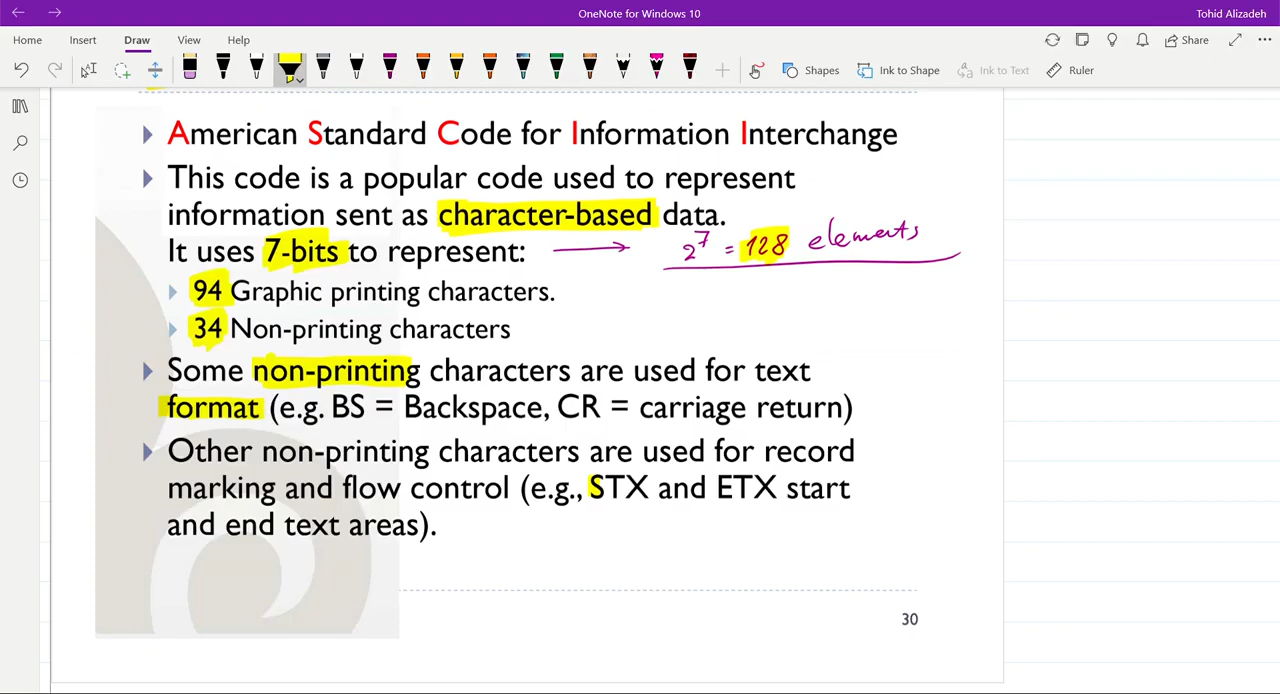 OneNote for Windows 10
Tohid Alizadeh
Home Insert Draw View Help
Share
Shapes Ink to Shape Ink to Text Ruler
American Standard Code for Information Interchange
This code is a popular code used to represent
information sent as character-based data.
It uses 7-bits to represent: → 2^7 = 128 elements
94 Graphic printing characters.
34 Non-printing characters
Some non-printing characters are used for text
format (e.g. BS = Backspace, CR = carriage return)
Other non-printing characters are used for record
marking and flow control (e.g., STX and ETX start
and end text areas).
30